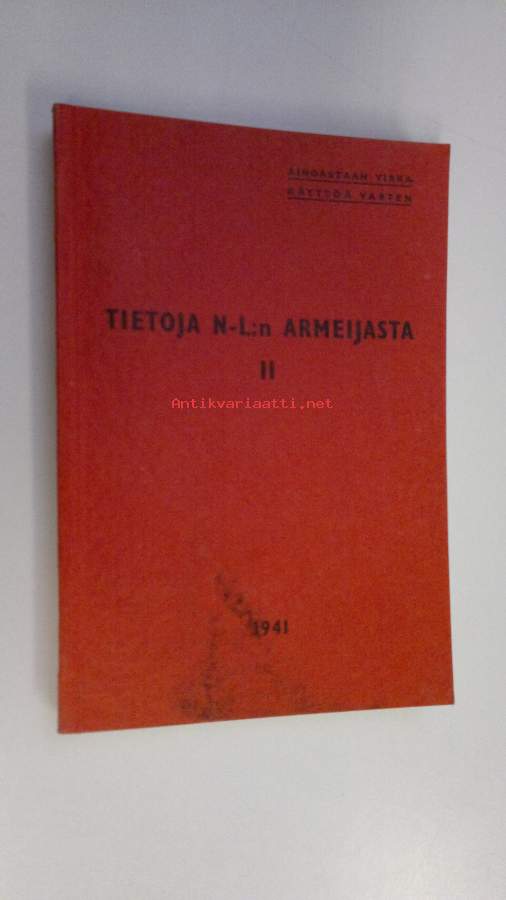 AINOASTAAN VIRKA-
KÄYTTÖÄ VARTEN
TIETOJA N-L:n ARMEIJASTA
II
Antikvariaatti.net
1941